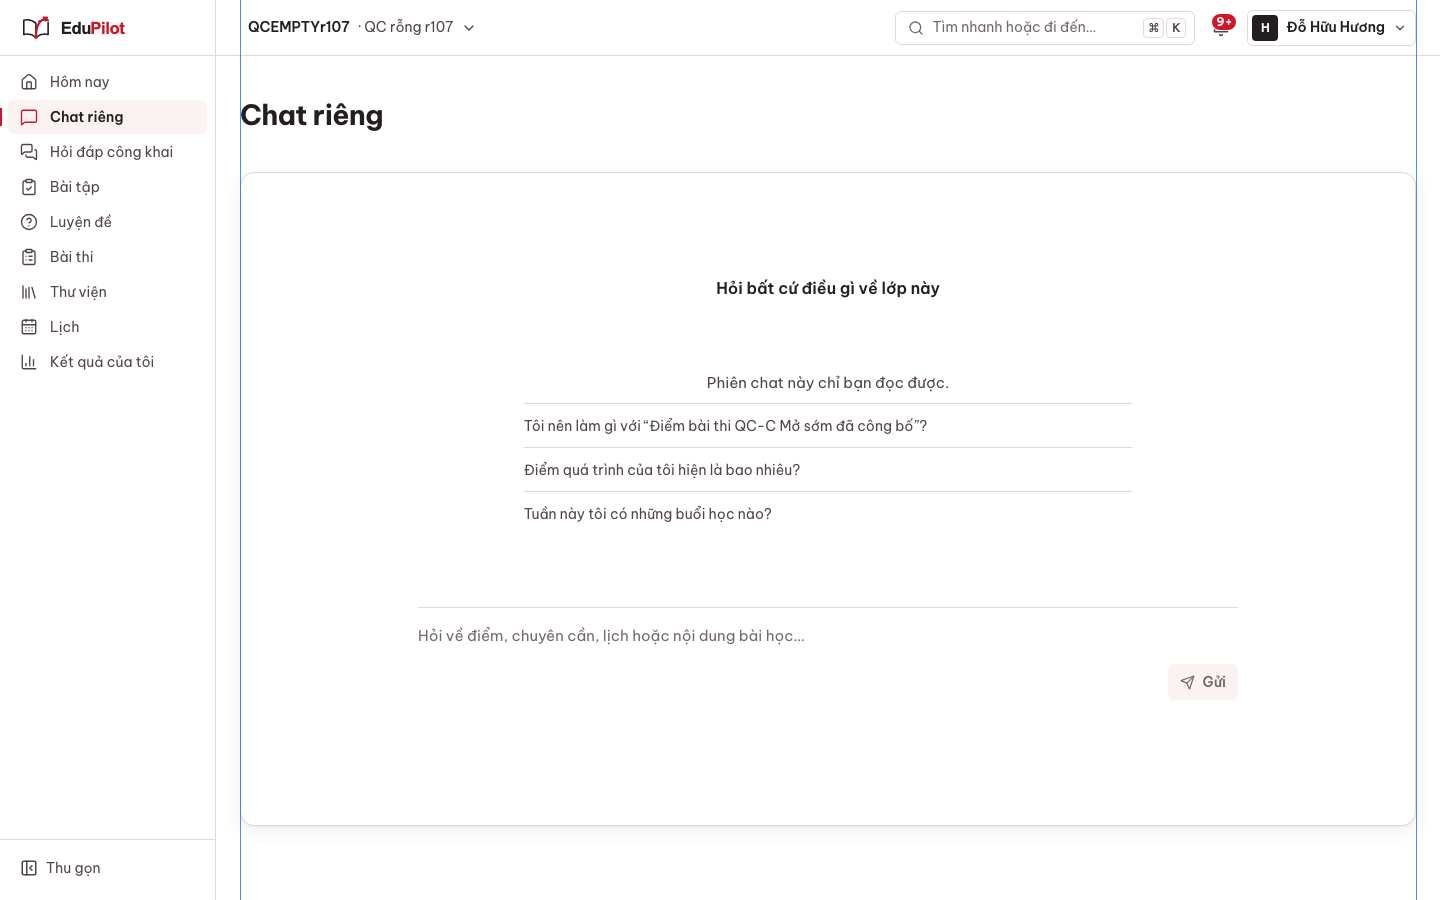 EduPilot
QCEMPTYr107 · QC rỗng r107
Tìm nhanh hoặc đi đến...
⌘ K
9+
H
Đỗ Hữu Hương
Hôm nay
Chat riêng
Hỏi đáp công khai
Bài tập
Luyện đề
Bài thi
Thư viện
Lịch
Kết quả của tôi
Thu gọn
Chat riêng
Hỏi bất cứ điều gì về lớp này
Phiên chat này chỉ bạn đọc được.
Tôi nên làm gì với “Điểm bài thi QC-C Mở sớm đã công bố”?
Điểm quá trình của tôi hiện là bao nhiêu?
Tuần này tôi có những buổi học nào?
Hỏi về điểm, chuyên cần, lịch hoặc nội dung bài học...
Gửi